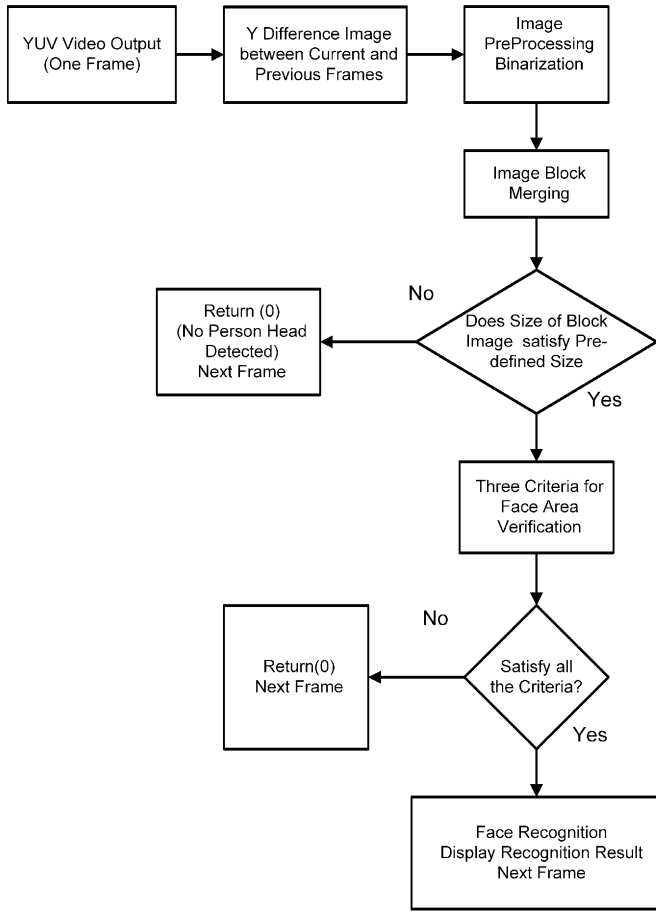 YUV Video Output
(One Frame)
Y Difference Image
between Current and
Previous Frames
Image
PreProcessing
Binarization
Image Block
Merging
No
Does Size of Block
Image satisfy Pre-
defined Size
Return (0)
(No Person Head
Detected)
Next Frame
Yes
Three Criteria for
Face Area
Verification
No
Satisfy all
the Criteria?
Return(0)
Next Frame
Yes
Face Recognition
Display Recognition Result
Next Frame